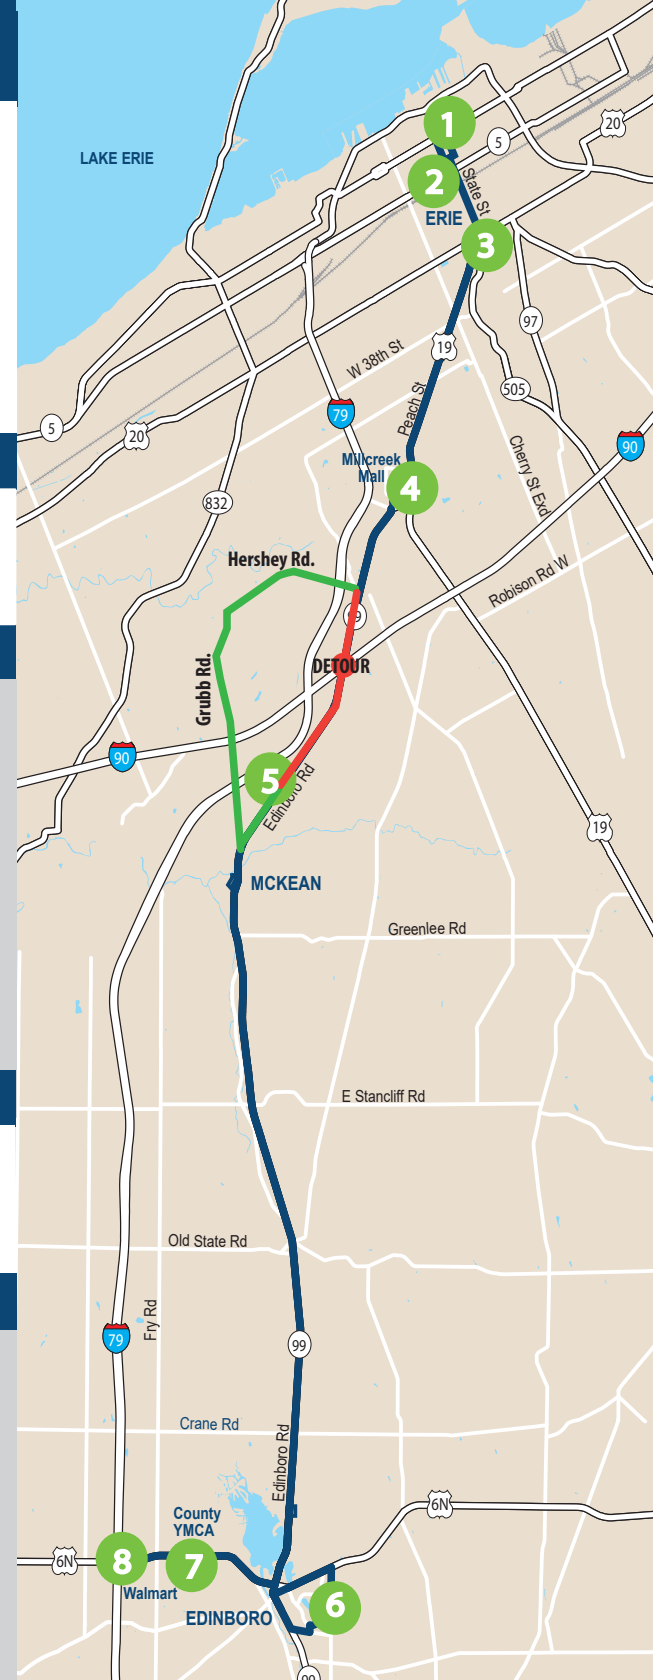 1
20
5
LAKE ERIE
2
State St
ERIE
3
97
19
W 38th St
Peach St
505
79
5
20
90
Millcreek
Mall
4
Cherry St Exd
832
Hershey Rd.
Robison Rd W
DETOUR
Grubb Rd.
90
5
Edinboro Rd
19
MCKEAN
Greenlee Rd
E Stancliff Rd
Old State Rd
79
Fry Rd
99
Crane Rd
Edinboro Rd
6N
County
YMCA
6N
8
7
Walmart
6
EDINBORO